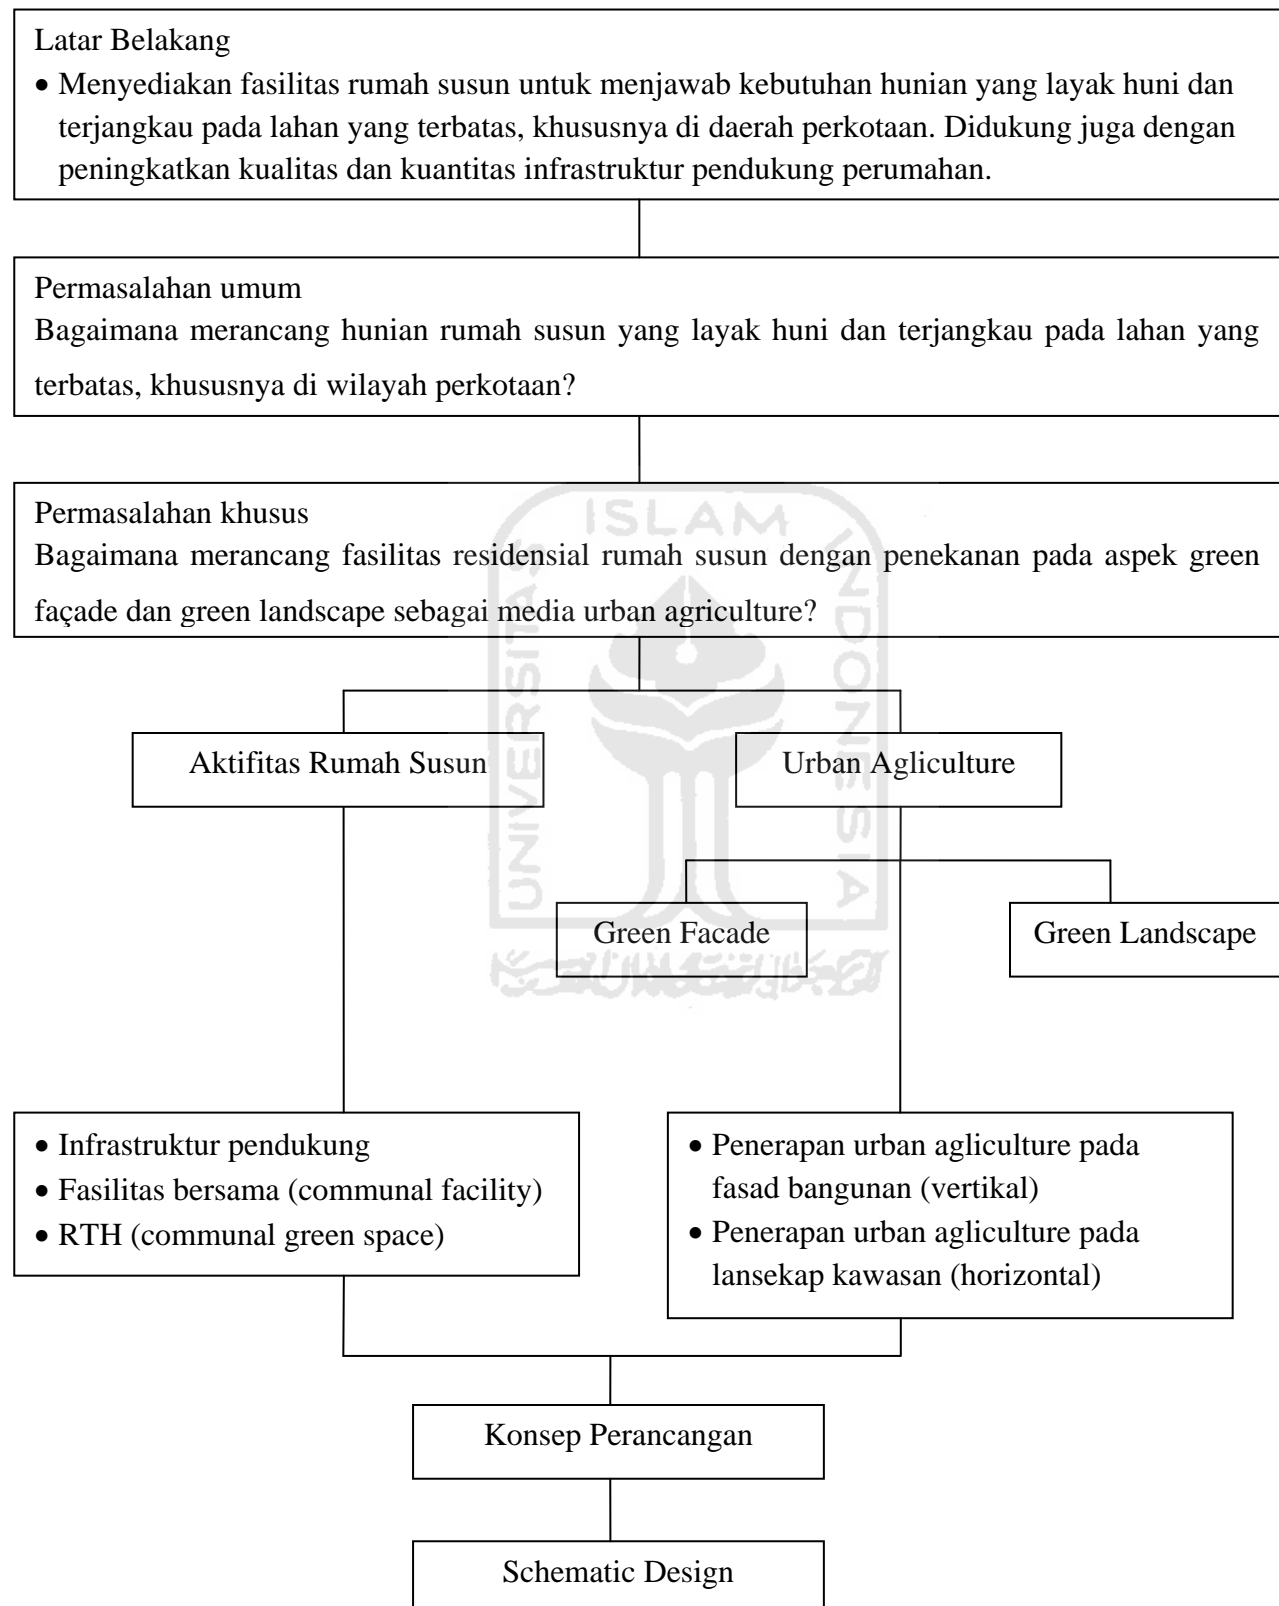 Latar Belakang
• Menyediakan fasilitas rumah susun untuk menjawab kebutuhan hunian yang layak huni dan
terjangkau pada lahan yang terbatas, khususnya di daerah perkotaan. Didukung juga dengan
peningkatkan kualitas dan kuantitas infrastruktur pendukung perumahan.
Permasalahan umum
Bagaimana merancang hunian rumah susun yang layak huni dan terjangkau pada lahan yang
terbatas, khususnya di wilayah perkotaan?
Permasalahan khusus
Bagaimana merancang fasilitas residensial rumah susun dengan penekanan pada aspek green
façade dan green landscape sebagai media urban agriculture?
ISLAM
UNIVERSITAS
INDONESIA
Aktifitas Rumah Susun
Urban Agliculture
Green Facade
Green Landscape
• Infrastruktur pendukung
• Fasilitas bersama (communal facility)
• RTH (communal green space)
• Penerapan urban agliculture pada
fasad bangunan (vertikal)
• Penerapan urban agliculture pada
lansekap kawasan (horizontal)
Konsep Perancangan
Schematic Design